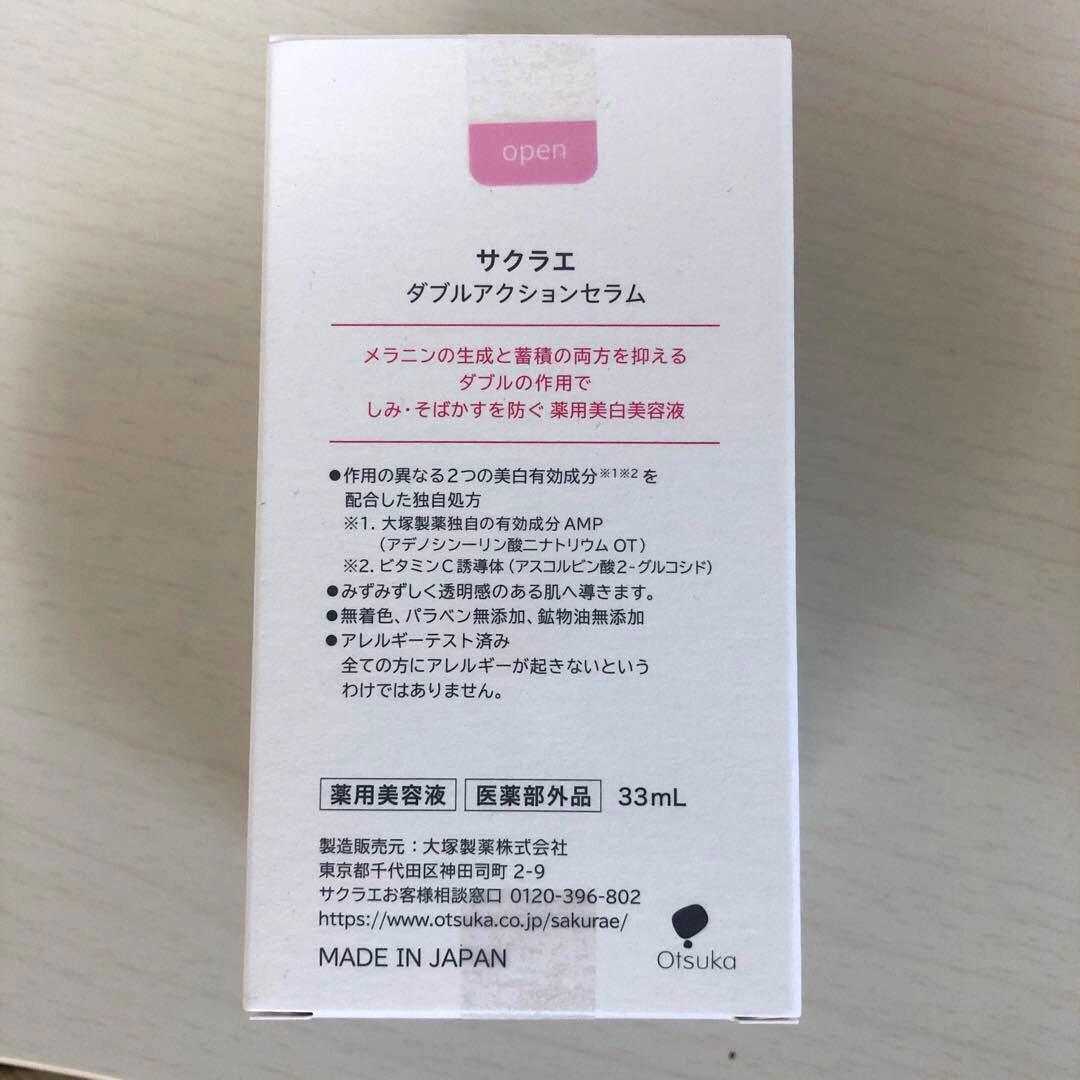 open
サクラエ
ダブルアクションセラム
メラニンの生成と蓄積の両方を抑える
ダブルの作用で
しみ・そばかすを防ぐ 薬用美白美容液
●作用の異なる2つの美白有効成分※1※2を
配合した独自処方
※1. 大塚製薬独自の有効成分 AMP
（アデノシン一リン酸二ナトリウム OT）
※2. ビタミンC誘導体（アスコルビン酸2-グルコシド）
●みずみずしく透明感のある肌へ導きます。
●無着色、パラベン無添加、鉱物油無添加
●アレルギーテスト済み
全ての方にアレルギーが起きないという
わけではありません。
薬用美容液 医薬部外品 33mL
製造販売元：大塚製薬株式会社
東京都千代田区神田司町 2-9
サクラエお客様相談窓口 0120-396-802
https://www.otsuka.co.jp/sakurae/
MADE IN JAPAN
Otsuka